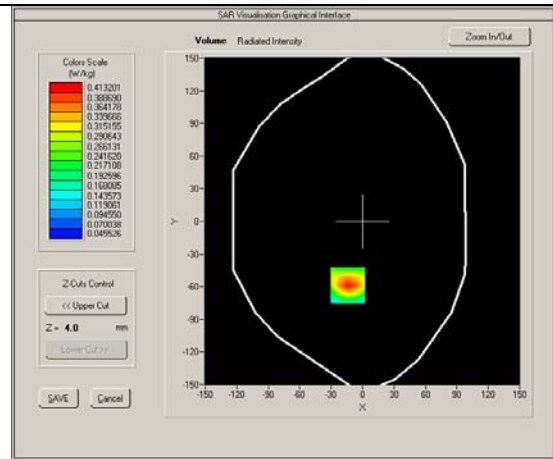 SAR Visualisation Graphical Interface
Volume Radiated Intensity
Zoom In/Out
Colors Scale
(W/kg)
0.413201
0.388690
0.364178
0.339666
0.315155
0.290643
0.266131
0.241620
0.217108
0.192596
0.168085
0.143573
0.119061
0.094550
0.070038
0.045526
Z-Cuts Control
<< Upper Cut
Z = 4.0 mm
Lower Cut >>
SAVE Cancel
150-
120-
90-
60-
30-
0-
-30-
-60-
-90-
-120-
-150-
Y
-150 -120 -90 -60 -30 0 30 60 90 120 150
X